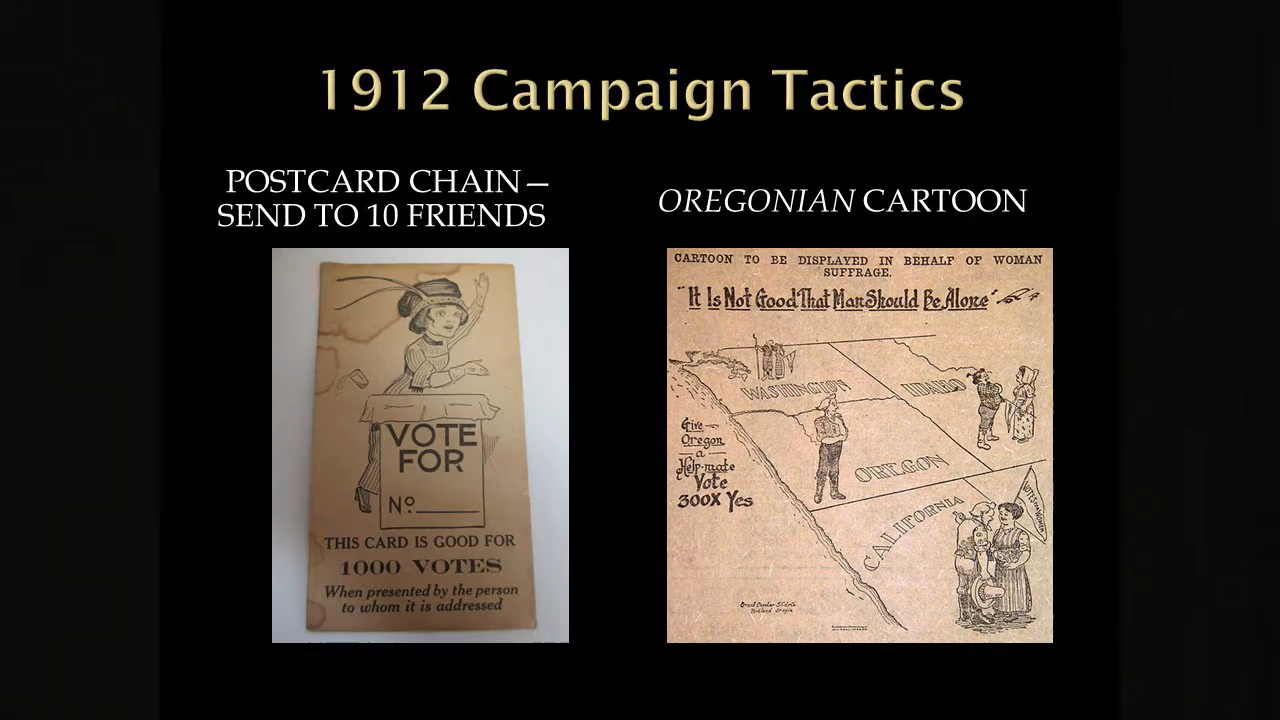 1912 Campaign Tactics
POSTCARD CHAIN—
SEND TO 10 FRIENDS
VOTE
FOR
Nº
THIS CARD IS GOOD FOR
1000 VOTES
When presented by the person
to whom it is addressed
OREGONIAN CARTOON
CARTOON TO BE DISPLAYED IN BEHALF OF WOMAN
SUFFRAGE.
"It Is Not Good That Man Should Be Alone"
WASHINGTON
IDAHO
Give
Oregon
a
Help-mate
Vote
300X Yes
OREGON
CALIFORNIA
VOTES FOR WOMEN